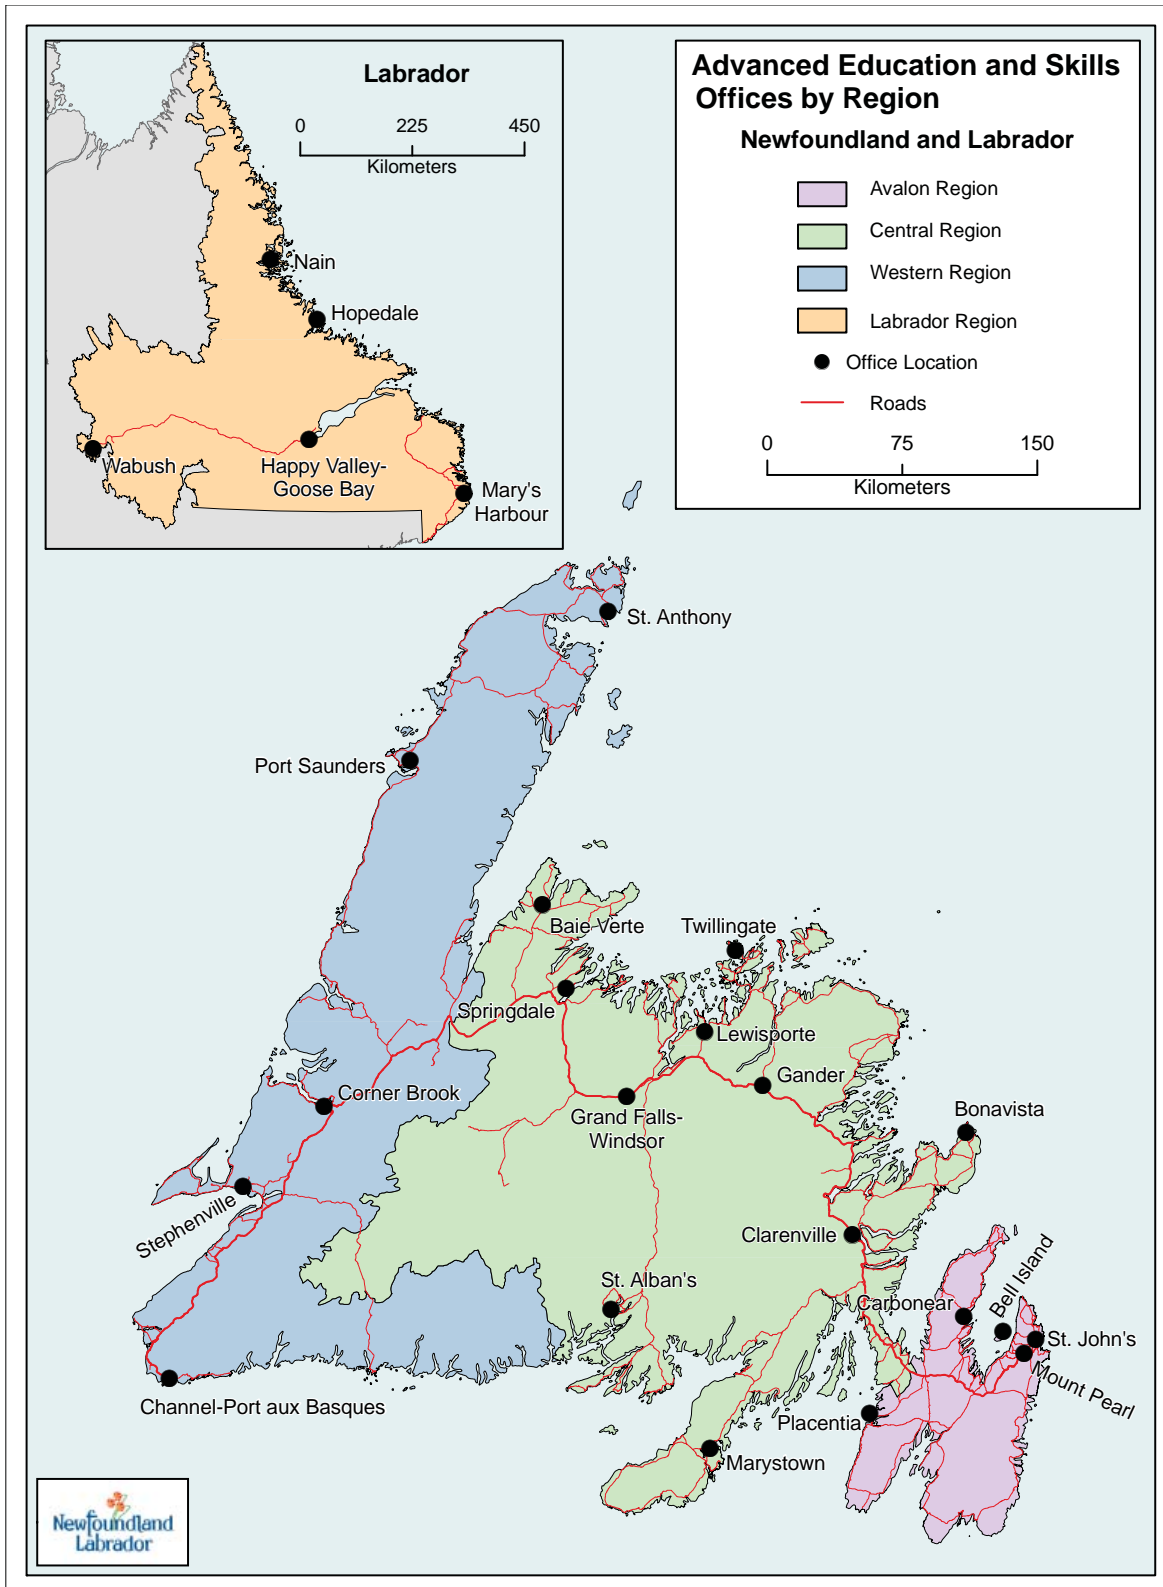 Labrador
0 225 450
Kilometers
Nain
Hopedale
Wabush
Happy Valley-
Goose Bay
Mary's
Harbour
Advanced Education and Skills
Offices by Region
Newfoundland and Labrador
Avalon Region
Central Region
Western Region
Labrador Region
Office Location
Roads
0 75 150
Kilometers
St. Anthony
Port Saunders
Baie Verte
Twillingate
Springdale
Lewisporte
Gander
Corner Brook
Grand Falls-
Windsor
Bonavista
Stephenville
Clarenville
St. Alban's
Carbonear
Bell Island
St. John's
Mount Pearl
Channel-Port aux Basques
Placentia
Marystown
Newfoundland
Labrador